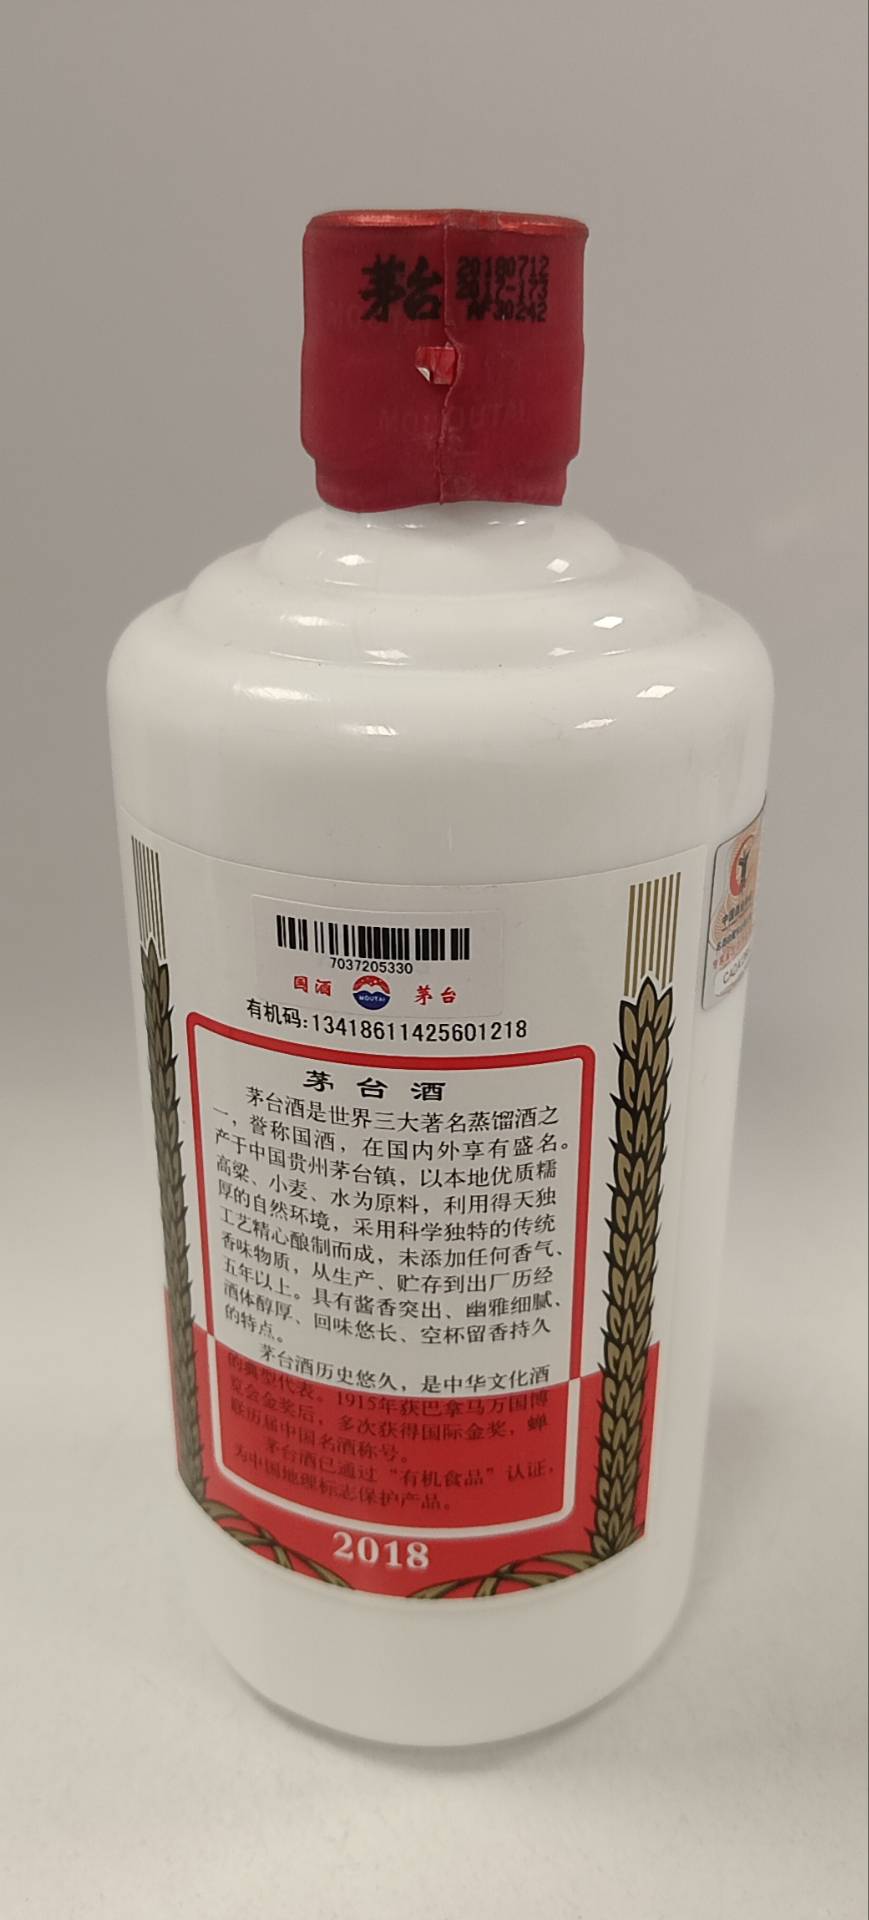 茅台
20180712
2017-173
AF30242
MOUTAI
7037205330
国酒
MOUTAI
茅台
有机码:13418611425601218
茅台酒
茅台酒是世界三大著名蒸馏酒之
一，誉称国酒，在国内外享有盛名。
产于中国贵州茅台镇，以本地优质糯
高粱、小麦、水为原料，利用得天独
厚的自然环境，采用科学独特的传统
工艺精心酿制而成，未添加任何香气、
香味物质，从生产、贮存到出厂历经
五年以上。具有酱香突出、幽雅细腻、
酒体醇厚、回味悠长、空杯留香持久
的特点。
茅台酒历史悠久，是中华文化酒
的典型代表。1915年获巴拿马万国博
览会金奖后，多次获得国际金奖，蝉
联历届中国名酒称号。
茅台酒已通过“有机食品”认证，
为中国地理标志保护产品。
2018